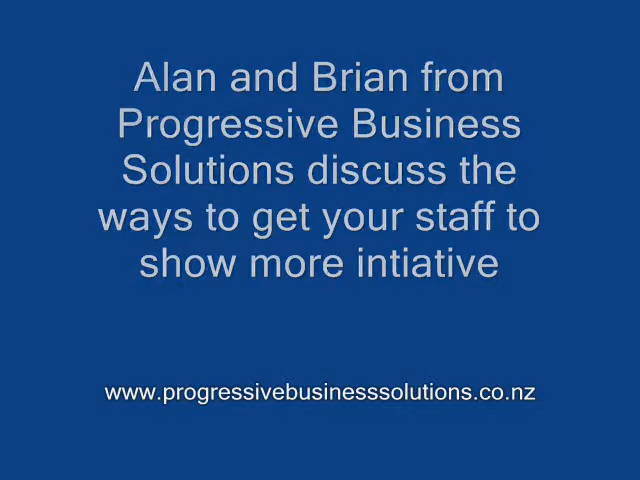 Alan and Brian from
Progressive Business
Solutions discuss the
ways to get your staff to
show more intiative
www.progressivebusinesssolutions.co.nz